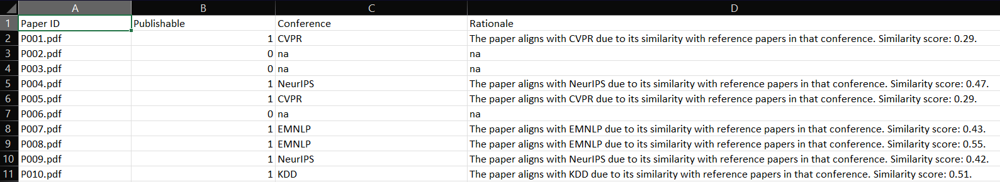 A B C D
1 Paper ID Publishable Conference Rationale
2 P001.pdf 1 CVPR The paper aligns with CVPR due to its similarity with reference papers in that conference. Similarity score: 0.29.
3 P002.pdf 0 na na
4 P003.pdf 0 na na
5 P004.pdf 1 NeurIPS The paper aligns with NeurIPS due to its similarity with reference papers in that conference. Similarity score: 0.47.
6 P005.pdf 1 CVPR The paper aligns with CVPR due to its similarity with reference papers in that conference. Similarity score: 0.29.
7 P006.pdf 0 na na
8 P007.pdf 1 EMNLP The paper aligns with EMNLP due to its similarity with reference papers in that conference. Similarity score: 0.43.
9 P008.pdf 1 EMNLP The paper aligns with EMNLP due to its similarity with reference papers in that conference. Similarity score: 0.55.
10 P009.pdf 1 NeurIPS The paper aligns with NeurIPS due to its similarity with reference papers in that conference. Similarity score: 0.42.
11 P010.pdf 1 KDD The paper aligns with KDD due to its similarity with reference papers in that conference. Similarity score: 0.51.